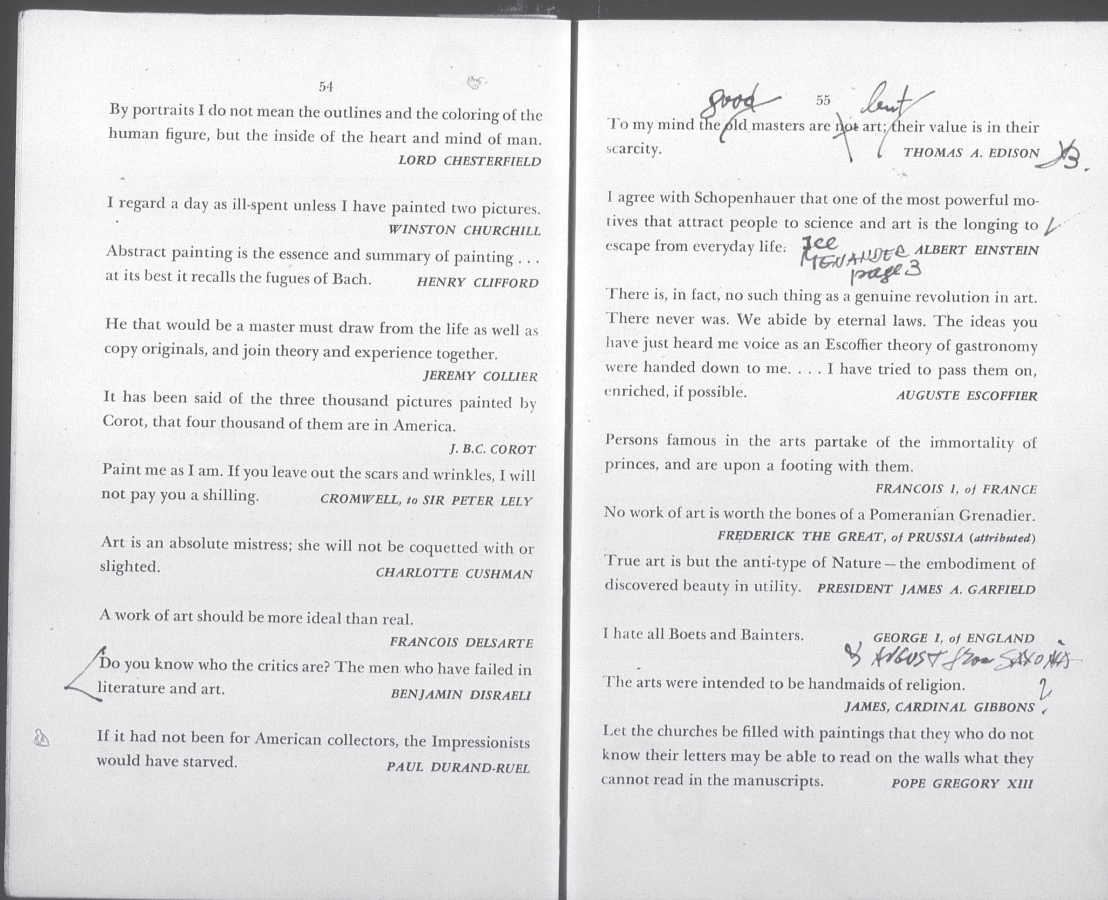 54
By portraits I do not mean the outlines and the coloring of the
human figure, but the inside of the heart and mind of man.
LORD CHESTERFIELD
I regard a day as ill-spent unless I have painted two pictures.
WINSTON CHURCHILL
Abstract painting is the essence and summary of painting . . .
at its best it recalls the fugues of Bach. HENRY CLIFFORD
He that would be a master must draw from the life as well as
copy originals, and join theory and experience together.
JEREMY COLLIER
It has been said of the three thousand pictures painted by
Corot, that four thousand of them are in America.
J. B.C. COROT
Paint me as I am. If you leave out the scars and wrinkles, I will
not pay you a shilling. CROMWELL, to SIR PETER LELY
Art is an absolute mistress; she will not be coquetted with or
slighted. CHARLOTTE CUSHMAN
A work of art should be more ideal than real.
FRANCOIS DELSARTE
Do you know who the critics are? The men who have failed in
literature and art. BENJAMIN DISRAELI
If it had not been for American collectors, the Impressionists
would have starved. PAUL DURAND-RUEL
good 55 but
To my mind the old masters are not art; their value is in their
scarcity. THOMAS A. EDISON
I agree with Schopenhauer that one of the most powerful mo-
tives that attract people to science and art is the longing to
escape from everyday life. See ALBERT EINSTEIN
MENANDER
page 3
There is, in fact, no such thing as a genuine revolution in art.
There never was. We abide by eternal laws. The ideas you
have just heard me voice as an Escoffier theory of gastronomy
were handed down to me. . . . I have tried to pass them on,
enriched, if possible. AUGUSTE ESCOFFIER
Persons famous in the arts partake of the immortality of
princes, and are upon a footing with them.
FRANCOIS I, of FRANCE
No work of art is worth the bones of a Pomeranian Grenadier.
FREDERICK THE GREAT, of PRUSSIA (attributed)
True art is but the anti-type of Nature — the embodiment of
discovered beauty in utility. PRESIDENT JAMES A. GARFIELD
I hate all Boets and Bainters. GEORGE I, of ENGLAND
& AUGUST from SAXONIA
The arts were intended to be handmaids of religion.
JAMES, CARDINAL GIBBONS
Let the churches be filled with paintings that they who do not
know their letters may be able to read on the walls what they
cannot read in the manuscripts. POPE GREGORY XIII